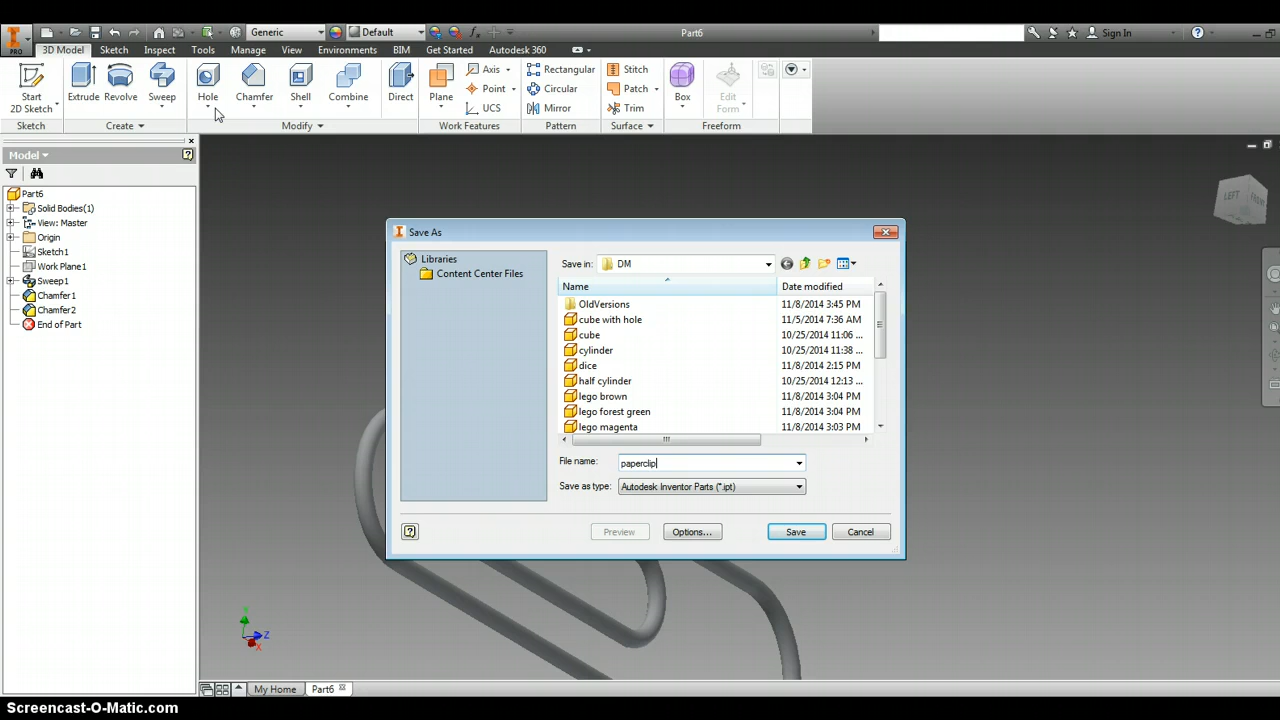 Generic
Default
Part6
Sign In
PRO
3D Model
Sketch
Inspect
Tools
Manage
View
Environments
BIM
Get Started
Autodesk 360
Start
2D Sketch
Extrude
Revolve
Sweep
Hole
Chamfer
Shell
Combine
Direct
Plane
Axis
Point
UCS
Rectangular
Circular
Mirror
Stitch
Patch
Trim
Box
Edit
Form
Sketch
Create
Modify
Work Features
Pattern
Surface
Freeform
Model
Part6
Solid Bodies(1)
View: Master
Origin
Sketch1
Work Plane1
Sweep1
Chamfer1
Chamfer2
End of Part
LEFT
FRONT
Save As
Libraries
Content Center Files
Save in:
DM
Name
Date modified
OldVersions 11/8/2014 3:45 PM
cube with hole 11/5/2014 7:36 AM
cube 10/25/2014 11:06 ...
cylinder 10/25/2014 11:38 ...
dice 11/8/2014 2:15 PM
half cylinder 10/25/2014 12:13 ...
lego brown 11/8/2014 3:04 PM
lego forest green 11/8/2014 3:04 PM
lego magenta 11/8/2014 3:03 PM
File name: paperclip
Save as type: Autodesk Inventor Parts (*.ipt)
Preview
Options...
Save
Cancel
Y
Z
X
My Home
Part6
Screencast-O-Matic.com